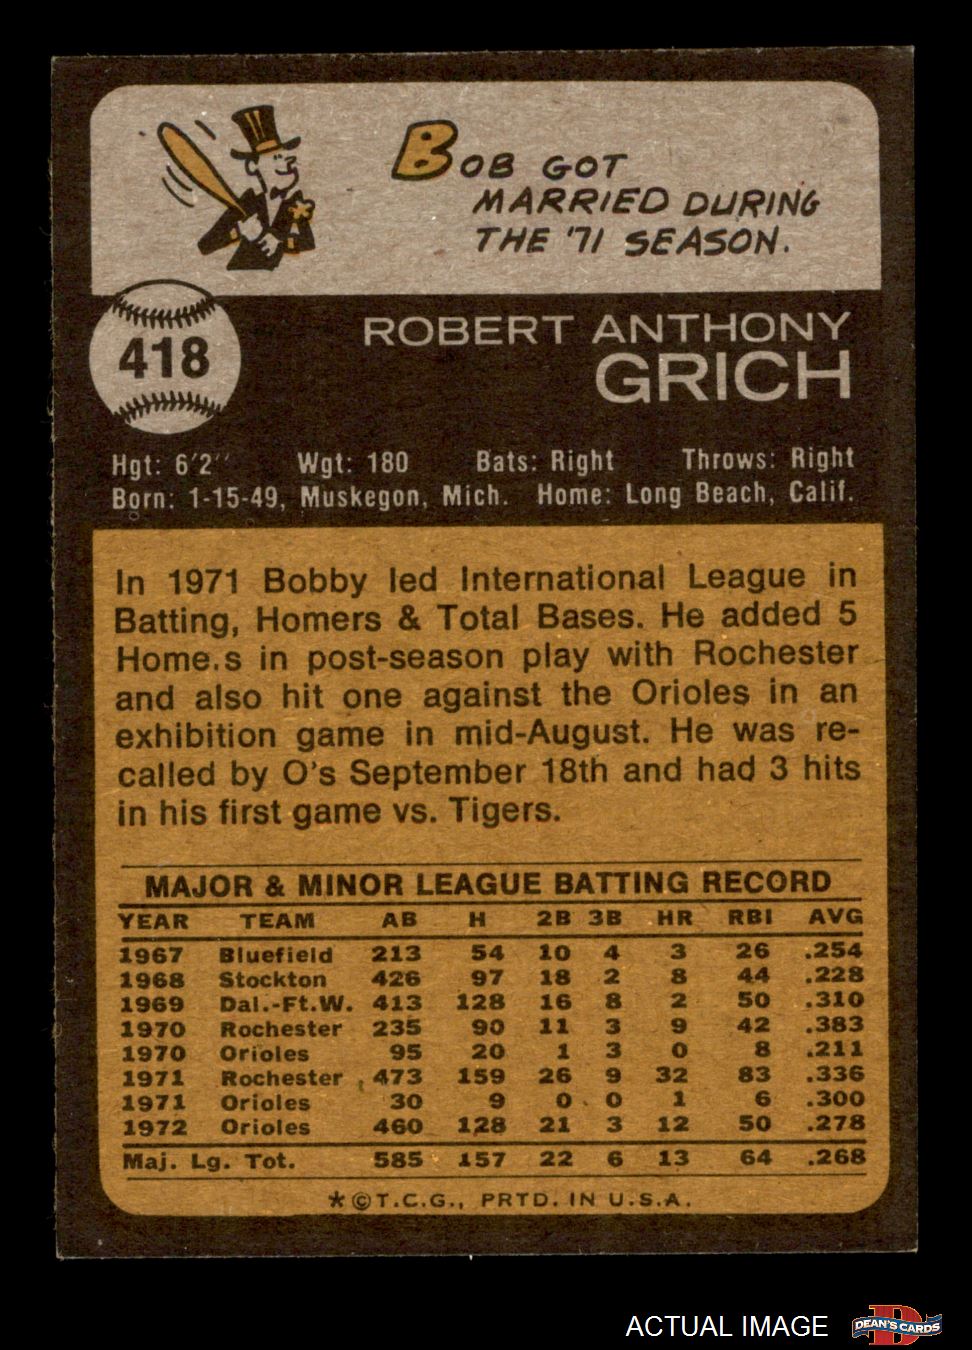 BOB GOT
MARRIED DURING
THE '71 SEASON.
418
ROBERT ANTHONY
GRICH
Hgt: 6'2" Wgt: 180 Bats: Right Throws: Right
Born: 1-15-49, Muskegon, Mich. Home: Long Beach, Calif.
In 1971 Bobby led International League in
Batting, Homers & Total Bases. He added 5
Home.s in post-season play with Rochester
and also hit one against the Orioles in an
exhibition game in mid-August. He was re-
called by O's September 18th and had 3 hits
in his first game vs. Tigers.
MAJOR & MINOR LEAGUE BATTING RECORD
YEAR TEAM AB H 2B 3B HR RBI AVG
1967 Bluefield 213 54 10 4 3 26 .254
1968 Stockton 426 97 18 2 8 44 .228
1969 Dal.-Ft.W. 413 128 16 8 2 50 .310
1970 Rochester 235 90 11 3 9 42 .383
1970 Orioles 95 20 1 3 0 8 .211
1971 Rochester 473 159 26 9 32 83 .336
1971 Orioles 30 9 0 0 1 6 .300
1972 Orioles 460 128 21 3 12 50 .278
Maj. Lg. Tot. 585 157 22 6 13 64 .268
*©T.C.G., PRTD. IN U.S.A.
ACTUAL IMAGE
D
DEAN'S CARDS